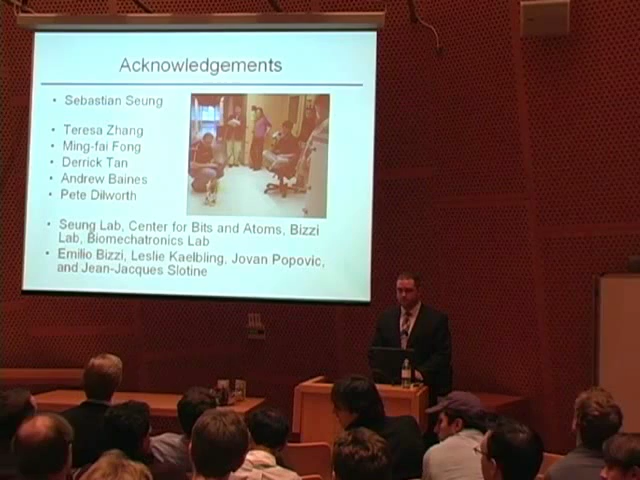 Acknowledgements
• Sebastian Seung
• Teresa Zhang
• Ming-fai Fong
• Derrick Tan
• Andrew Baines
• Pete Dilworth
• Seung Lab, Center for Bits and Atoms, Bizzi
Lab, Biomechatronics Lab
• Emilio Bizzi, Leslie Kaelbling, Jovan Popovic,
and Jean-Jacques Slotine